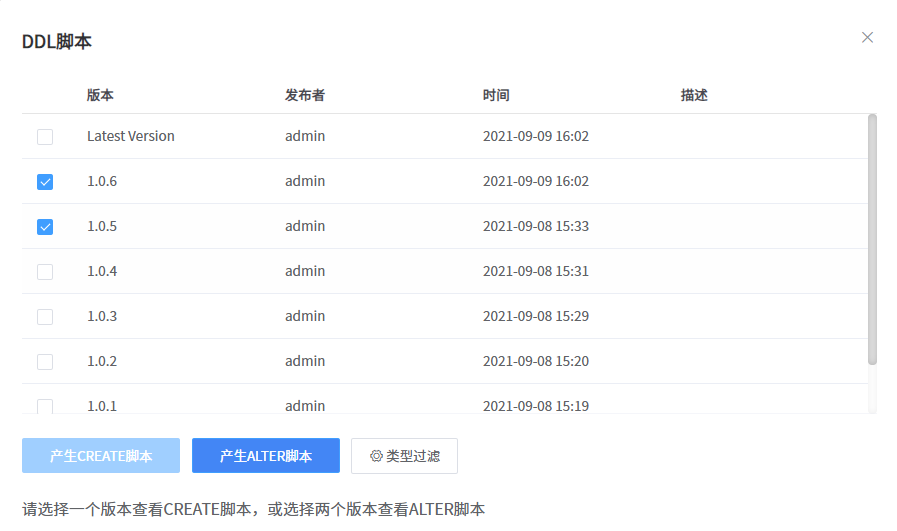 DDL脚本
版本 发布者 时间 描述
Latest Version admin 2021-09-09 16:02
1.0.6 admin 2021-09-09 16:02
1.0.5 admin 2021-09-08 15:33
1.0.4 admin 2021-09-08 15:31
1.0.3 admin 2021-09-08 15:29
1.0.2 admin 2021-09-08 15:20
1.0.1 admin 2021-09-08 15:19
产生CREATE脚本 产生ALTER脚本 类型过滤
请选择一个版本查看CREATE脚本，或选择两个版本查看ALTER脚本